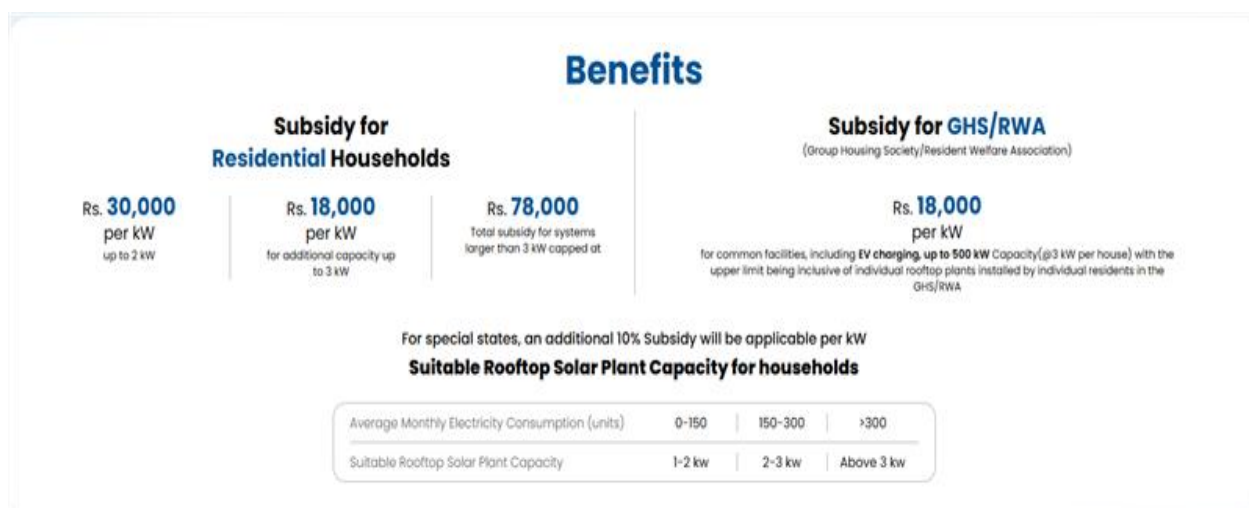 Benefits
Subsidy for
Residential Households
Rs. 30,000
per kW
up to 2 kW
Rs. 18,000
per kW
for additional capacity up
to 3 kW
Rs. 78,000
Total subsidy for systems
larger than 3 kW capped at
Subsidy for GHS/RWA
(Group Housing Society/Resident Welfare Association)
Rs. 18,000
per kW
for common facilities, including EV charging, up to 500 kW Capacity(@3 kW per house) with the
upper limit being inclusive of individual rooftop plants installed by individual residents in the
GHS/RWA
For special states, an additional 10% Subsidy will be applicable per kW
Suitable Rooftop Solar Plant Capacity for households
Average Monthly Electricity Consumption (units) 0-150 150-300 >300
Suitable Rooftop Solar Plant Capacity 1-2 kw 2-3 kw Above 3 kw